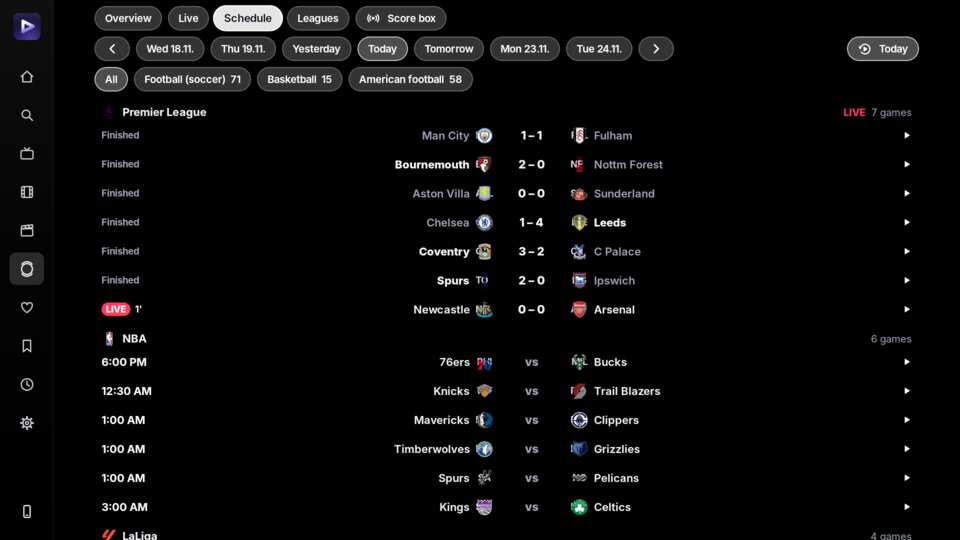 Overview Live Schedule Leagues Score box
Wed 18.11. Thu 19.11. Yesterday Today Tomorrow Mon 23.11. Tue 24.11. Today
All Football (soccer) 71 Basketball 15 American football 58
Premier League LIVE 7 games
Finished Man City 1 – 1 Fulham
Finished Bournemouth 2 – 0 Nottm Forest
Finished Aston Villa 0 – 0 Sunderland
Finished Chelsea 1 – 4 Leeds
Finished Coventry 3 – 2 C Palace
Finished Spurs 2 – 0 Ipswich
LIVE 1' Newcastle 0 – 0 Arsenal
NBA 6 games
6:00 PM 76ers vs Bucks
12:30 AM Knicks vs Trail Blazers
1:00 AM Mavericks vs Clippers
1:00 AM Timberwolves vs Grizzlies
1:00 AM Spurs vs Pelicans
3:00 AM Kings vs Celtics
LaLiga 4 games